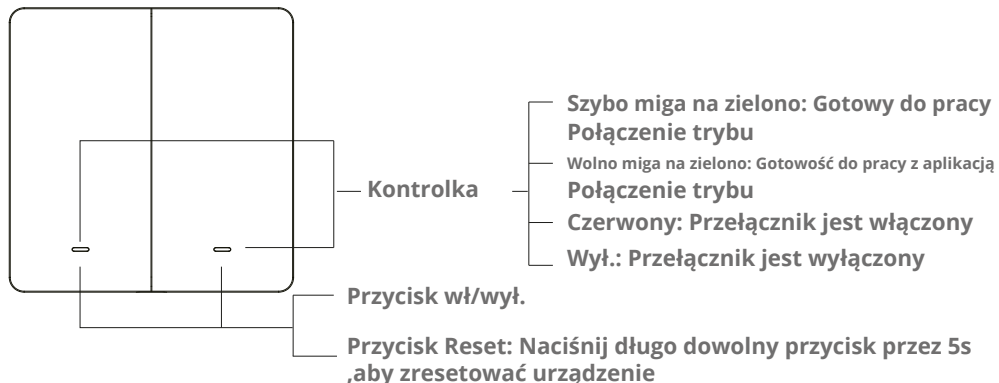 Szybo miga na zielono: Gotowy do pracy
Połączenie trybu
Wolno miga na zielono: Gotowość do pracy z aplikacją
Kontrolka
Połączenie trybu
Czerwony: Przełącznik jest włączony
Wył.: Przełącznik jest wyłączony
Przycisk wł/wył.
Przycisk Reset: Naciśnij długo dowolny przycisk przez 5s
,aby zresetować urządzenie